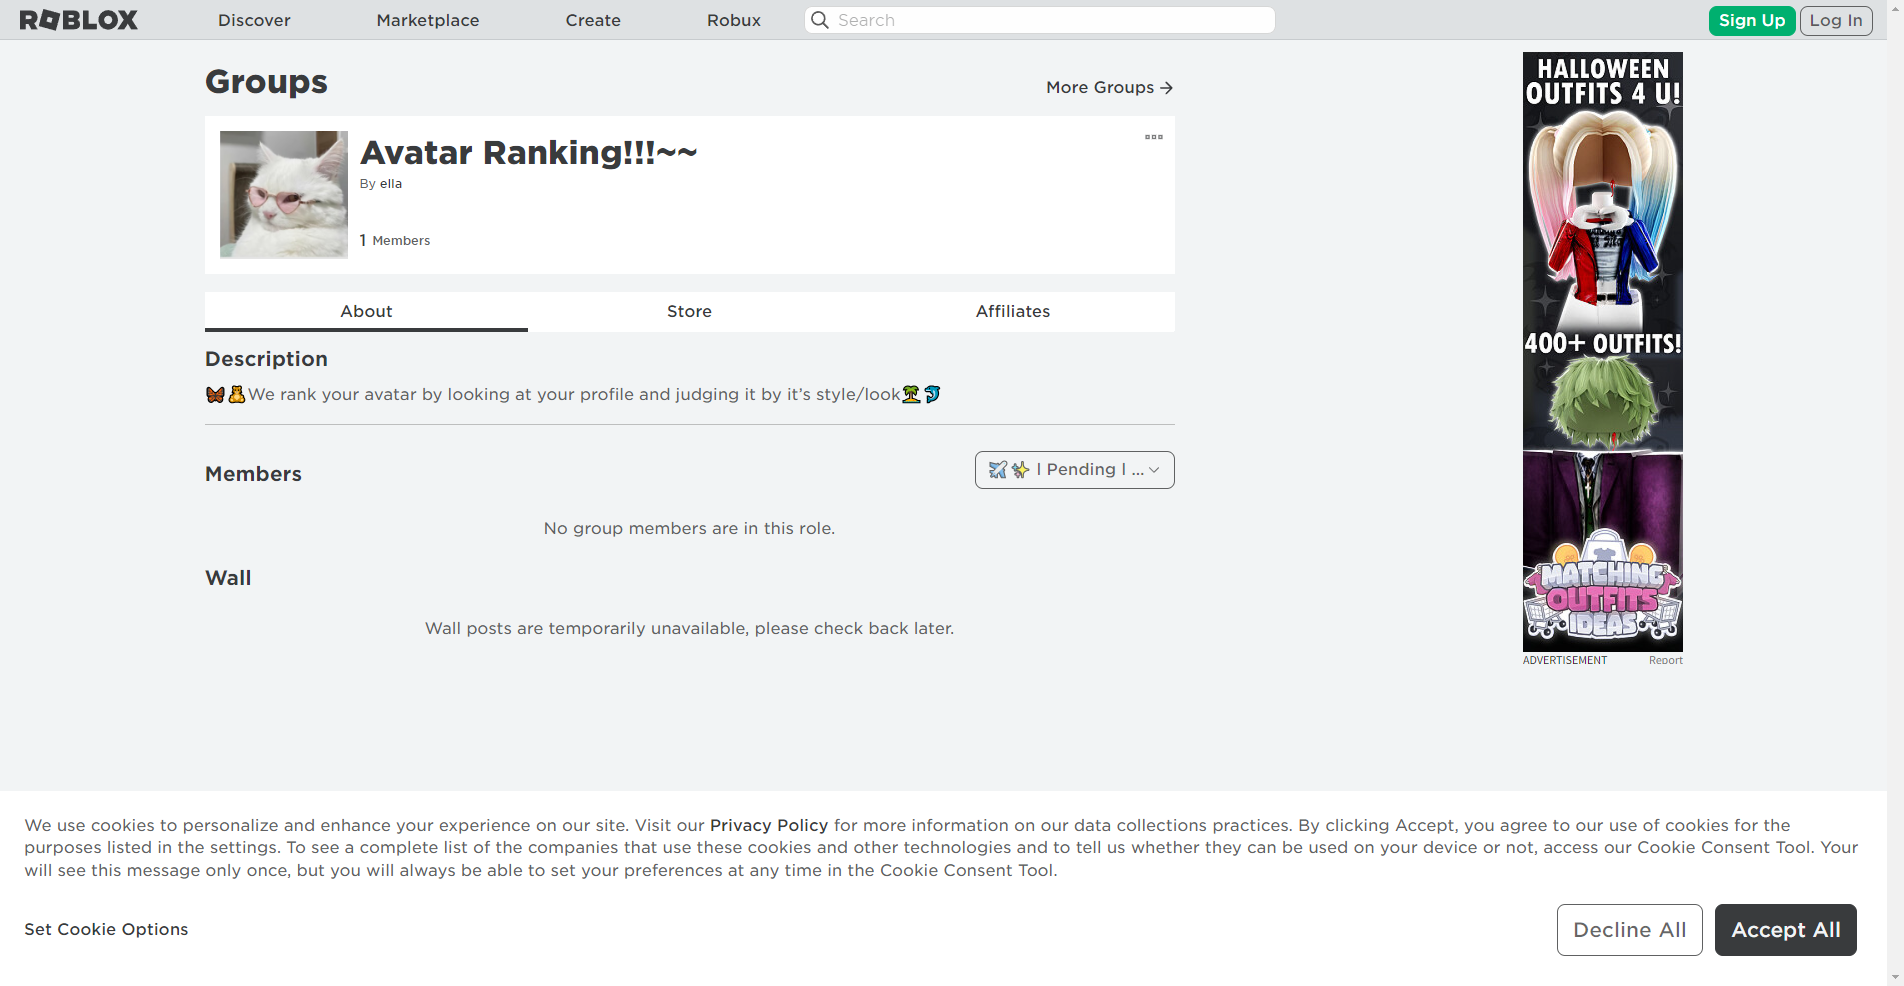 ROBLOX
Discover
Marketplace
Create
Robux
Search
Sign Up
Log In
Groups
More Groups
Avatar Ranking!!!~~
By ella
1 Members
About
Store
Affiliates
Description
🦋🧸We rank your avatar by looking at your profile and judging it by it’s style/look🏝🐬
Members
✈✨ I Pending I ...
No group members are in this role.
Wall
Wall posts are temporarily unavailable, please check back later.
HALLOWEEN
OUTFITS 4 U!
400+ OUTFITS!
MATCHING
OUTFITS
IDEAS
ADVERTISEMENT
Report
We use cookies to personalize and enhance your experience on our site. Visit our Privacy Policy for more information on our data collections practices. By clicking Accept, you agree to our use of cookies for the
purposes listed in the settings. To see a complete list of the companies that use these cookies and other technologies and to tell us whether they can be used on your device or not, access our Cookie Consent Tool. Your
will see this message only once, but you will always be able to set your preferences at any time in the Cookie Consent Tool.
Set Cookie Options
Decline All
Accept All